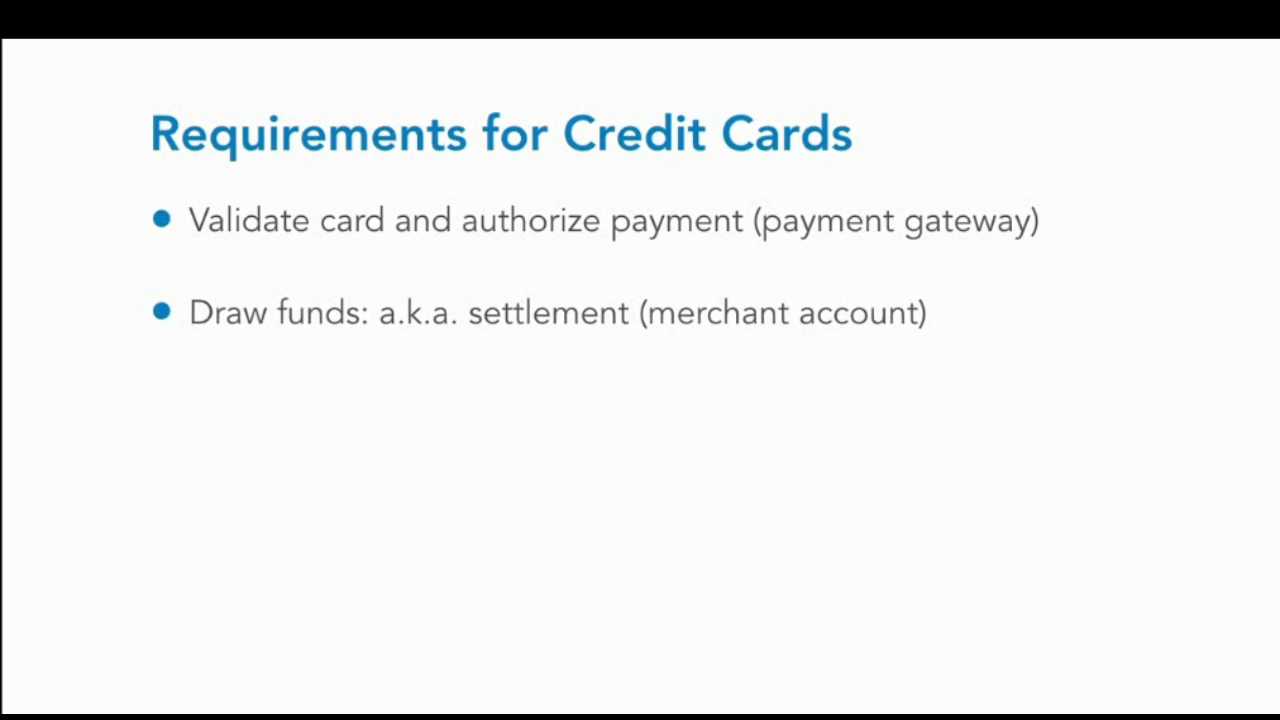 Requirements for Credit Cards
● Validate card and authorize payment (payment gateway)
● Draw funds: a.k.a. settlement (merchant account)